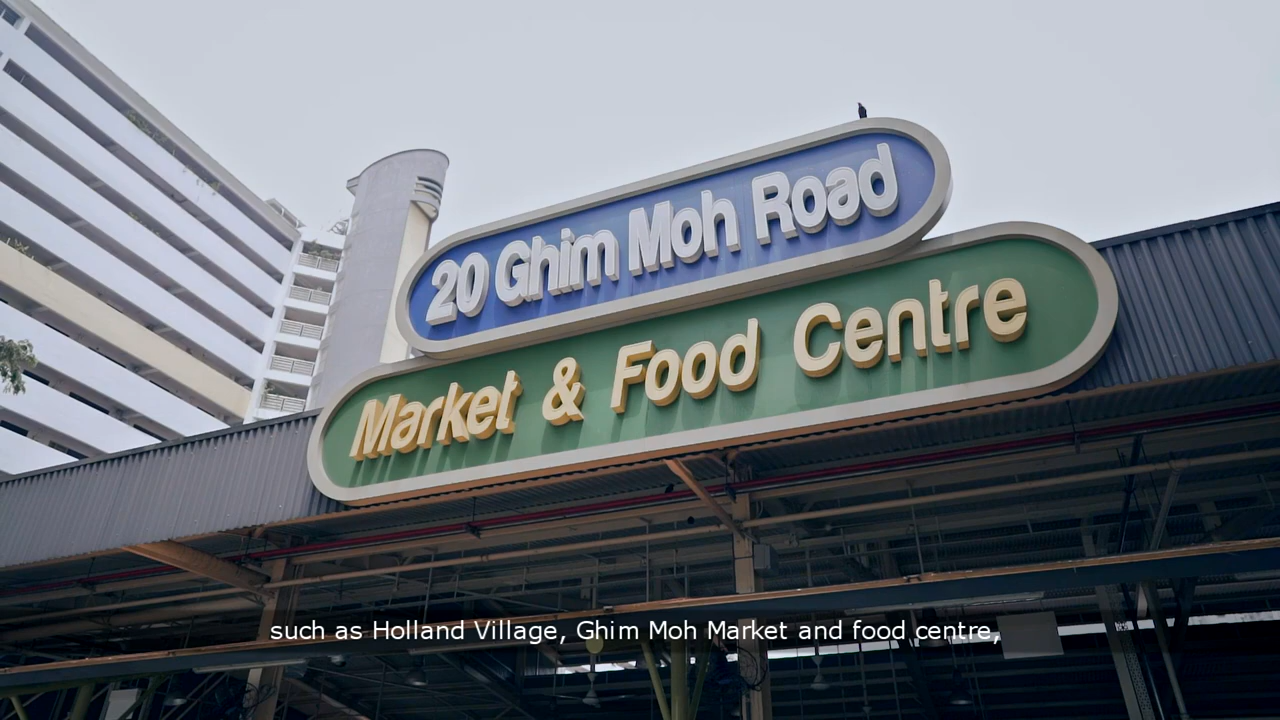 20 Ghim Moh Road
Market & Food Centre
such as Holland Village, Ghim Moh Market and food centre,